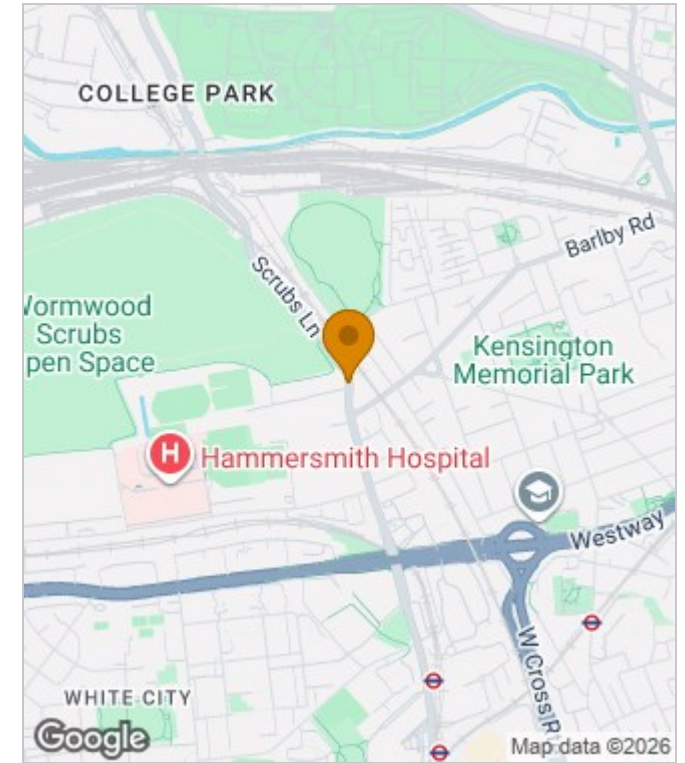 COLLEGE PARK
Barlby Rd
Scrubs Ln
Wormwood
Scrubs
pen Space
Kensington
Memorial Park
H
Hammersmith Hospital
Westway
W Cross R
WHITE CITY
Google
Map data ©2026